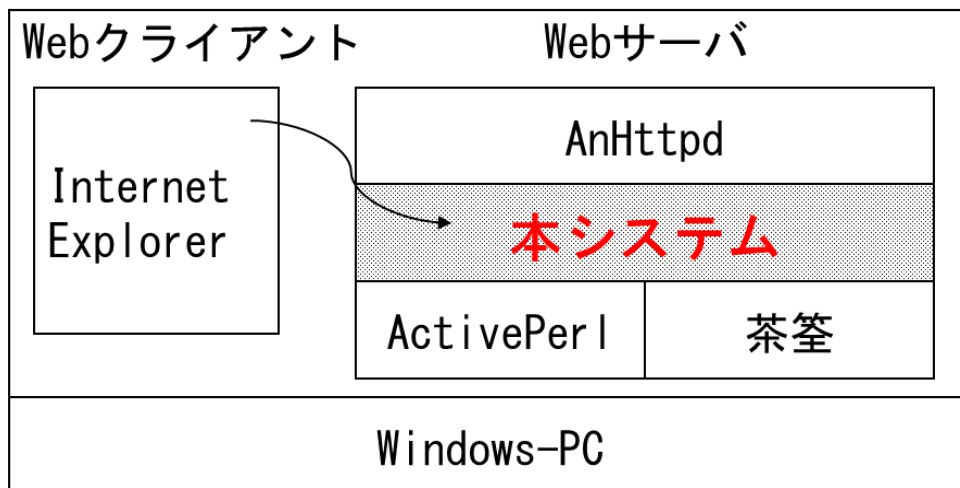 Webクライアント
Webサーバ
Internet
Explorer
AnHttpd
本システム
ActivePerl
茶筌
Windows-PC